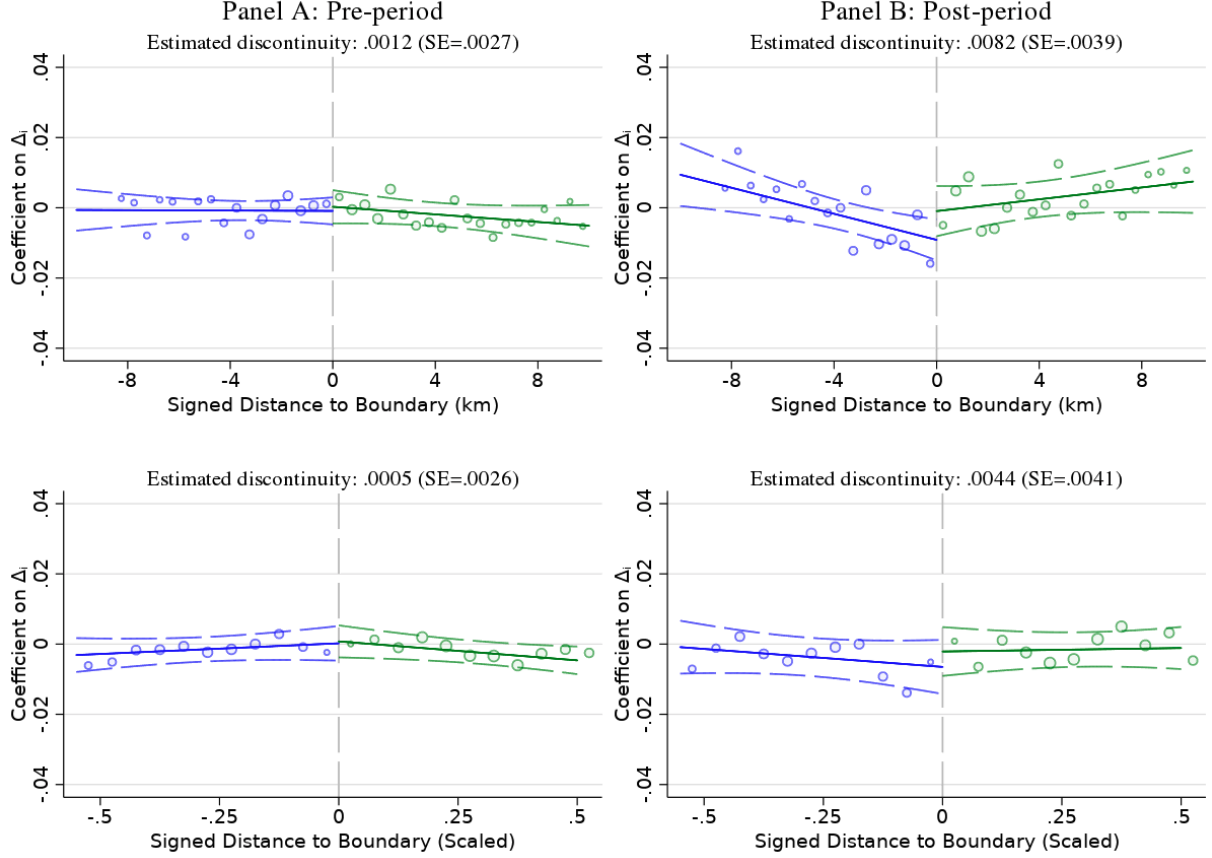 Panel A: Pre-period
Estimated discontinuity: .0012 (SE=.0027)
.04
.02
0
-.02
-.04
Coefficient on Δᵢ
-8 -4 0 4 8
Signed Distance to Boundary (km)
Panel B: Post-period
Estimated discontinuity: .0082 (SE=.0039)
.04
.02
0
-.02
-.04
Coefficient on Δᵢ
-8 -4 0 4 8
Signed Distance to Boundary (km)
Estimated discontinuity: .0005 (SE=.0026)
.04
.02
0
-.02
-.04
Coefficient on Δᵢ
-.5 -.25 0 .25 .5
Signed Distance to Boundary (Scaled)
Estimated discontinuity: .0044 (SE=.0041)
.04
.02
0
-.02
-.04
Coefficient on Δᵢ
-.5 -.25 0 .25 .5
Signed Distance to Boundary (Scaled)